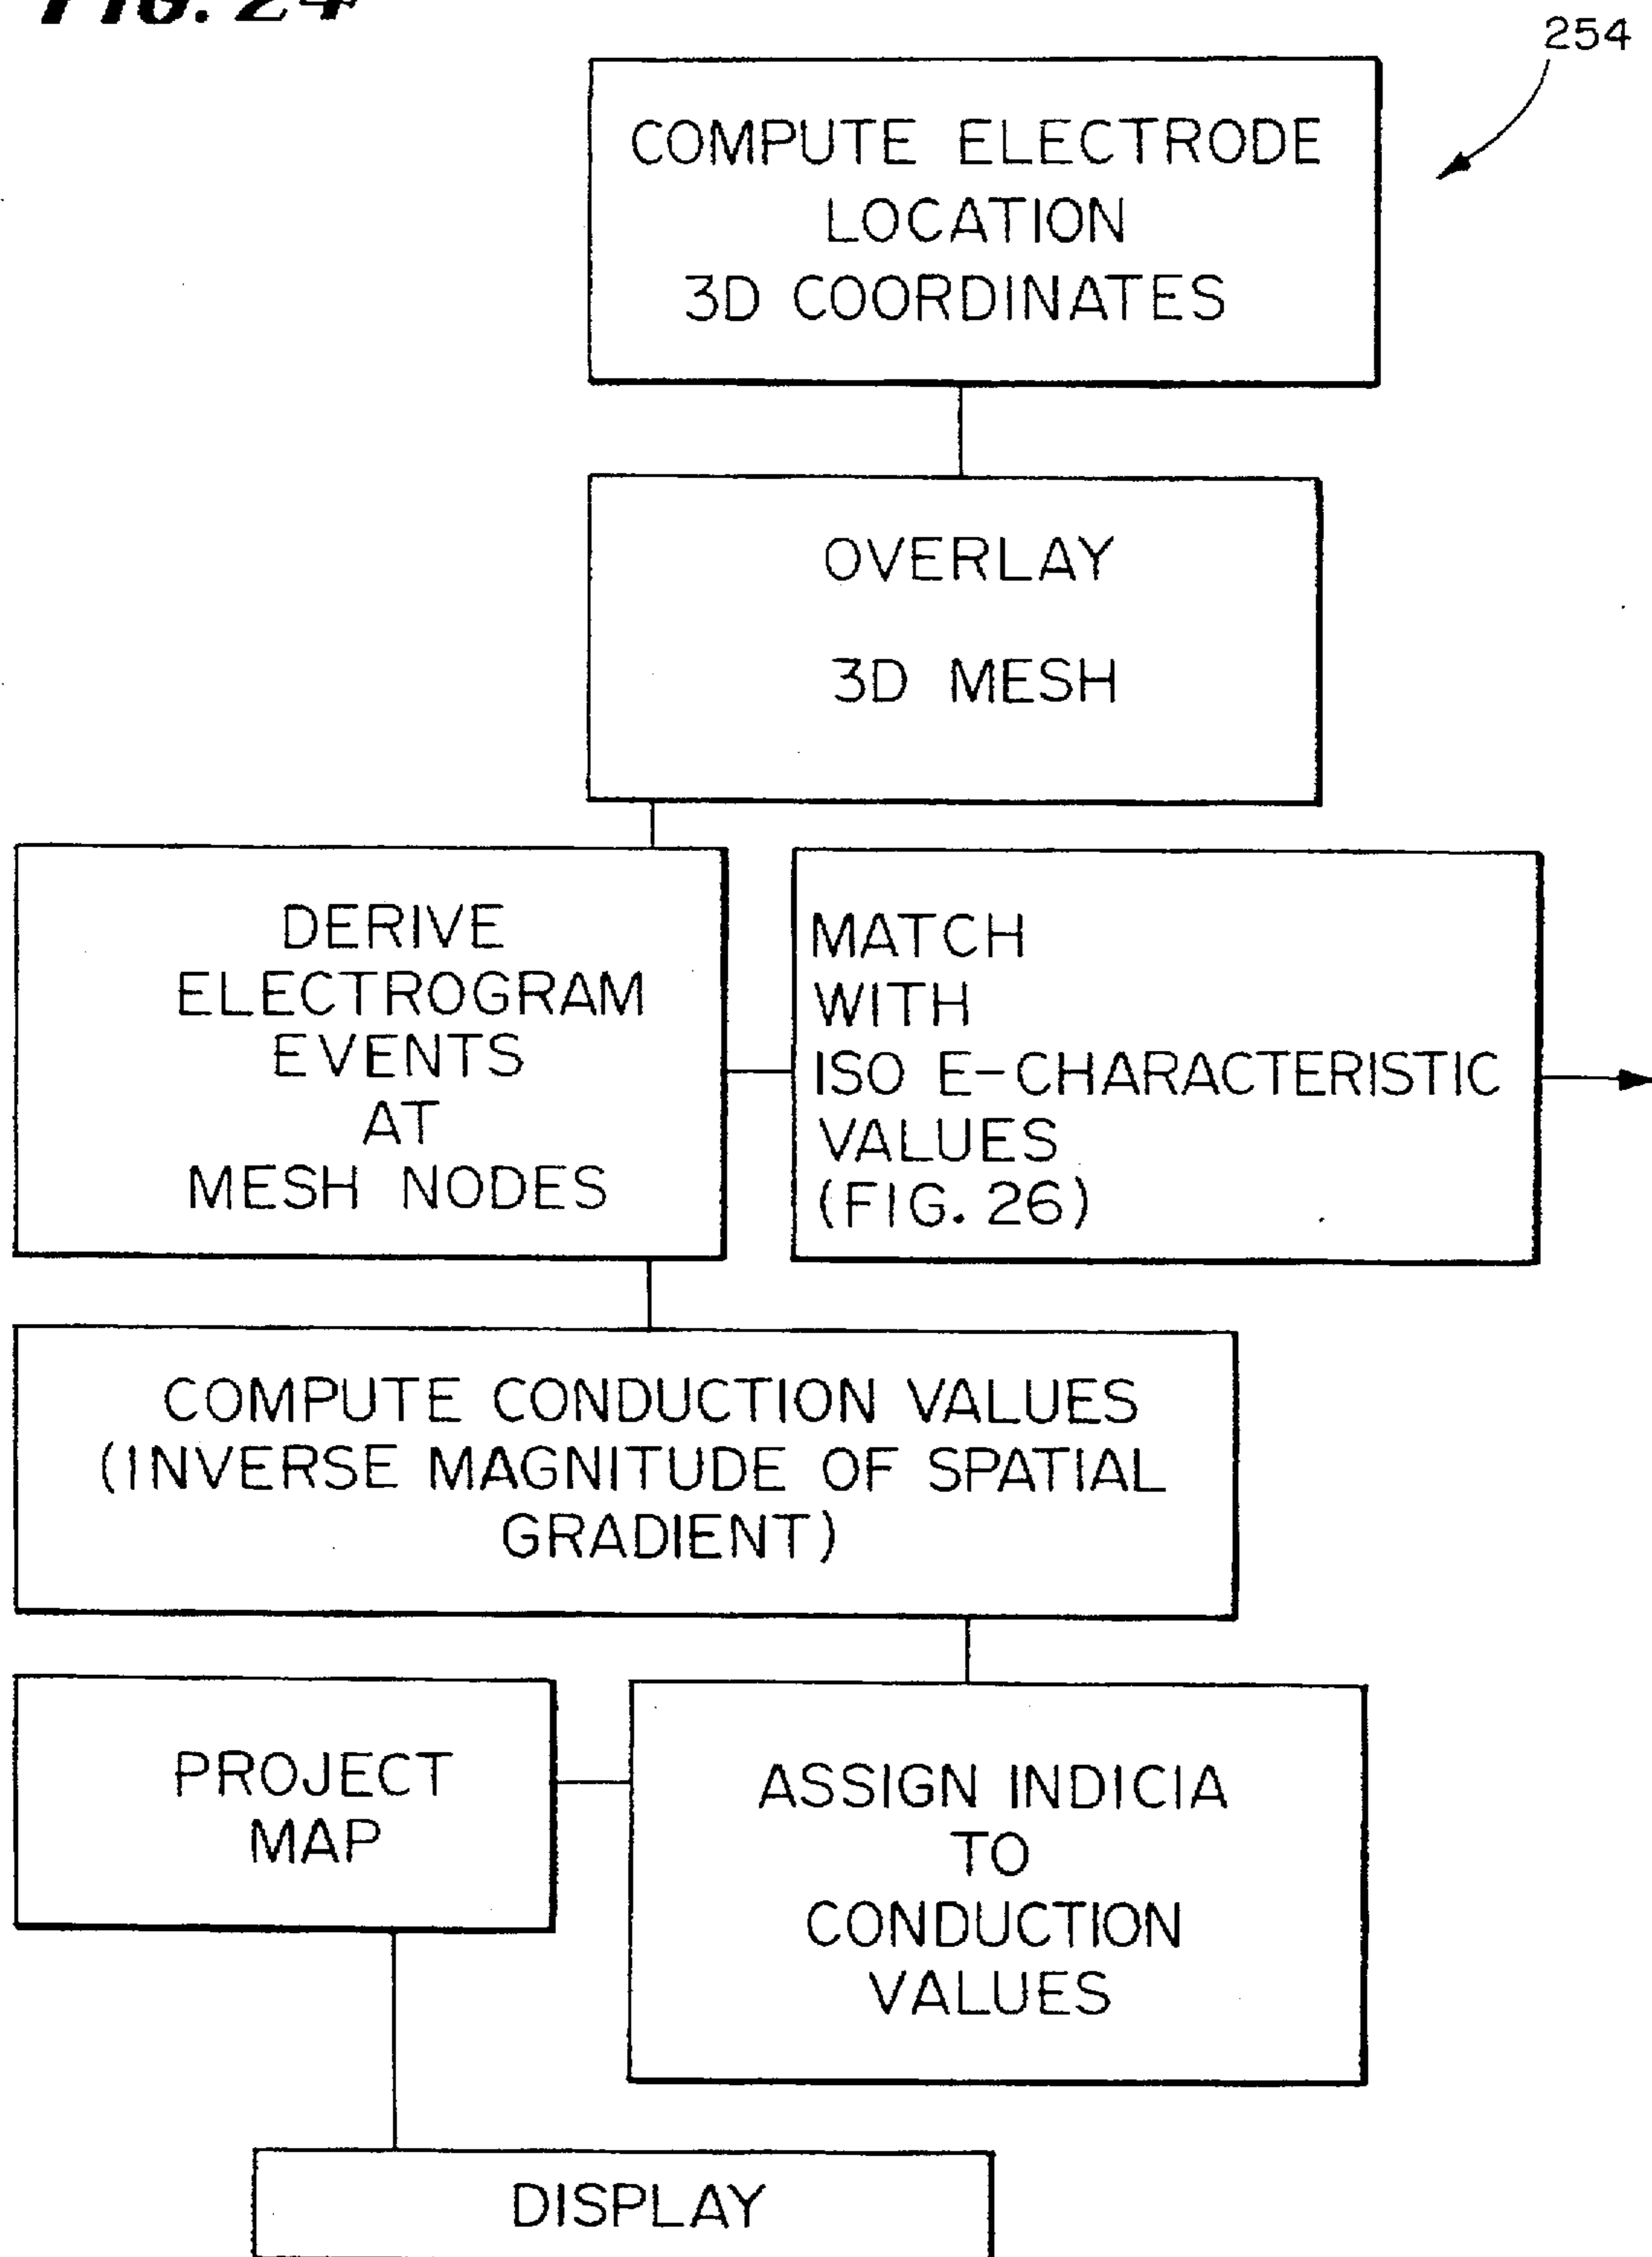 FIG. 24
254
COMPUTE ELECTRODE
LOCATION
3D COORDINATES
OVERLAY
3D MESH
DERIVE
ELECTROGRAM
EVENTS
AT
MESH NODES
MATCH
WITH
ISO E-CHARACTERISTIC
VALUES
(FIG. 26)
COMPUTE CONDUCTION VALUES
(INVERSE MAGNITUDE OF SPATIAL
GRADIENT)
PROJECT
MAP
ASSIGN INDICIA
TO
CONDUCTION
VALUES
DISPLAY